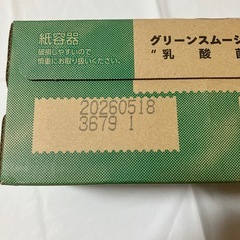 紙容器
破損しやすいので
慎重にお取り扱いください。
グリーンスムージ
"乳酸菌
20260518
3679 1